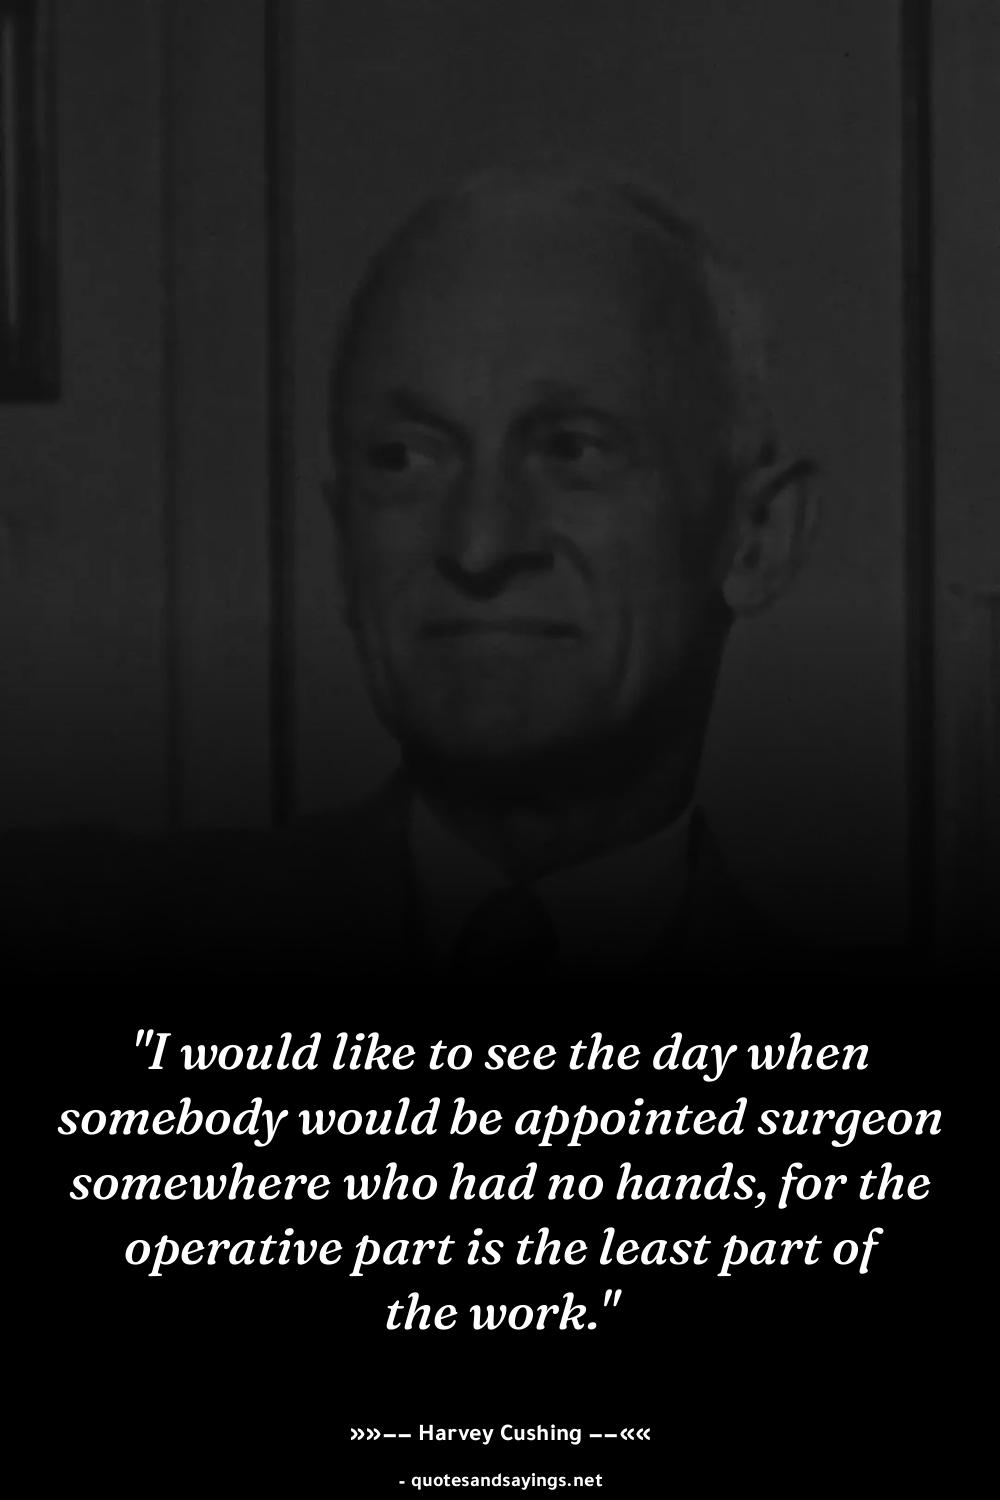 "I would like to see the day when
somebody would be appointed surgeon
somewhere who had no hands, for the
operative part is the least part of
the work."
»»-- Harvey Cushing --««
- quotesandsayings.net